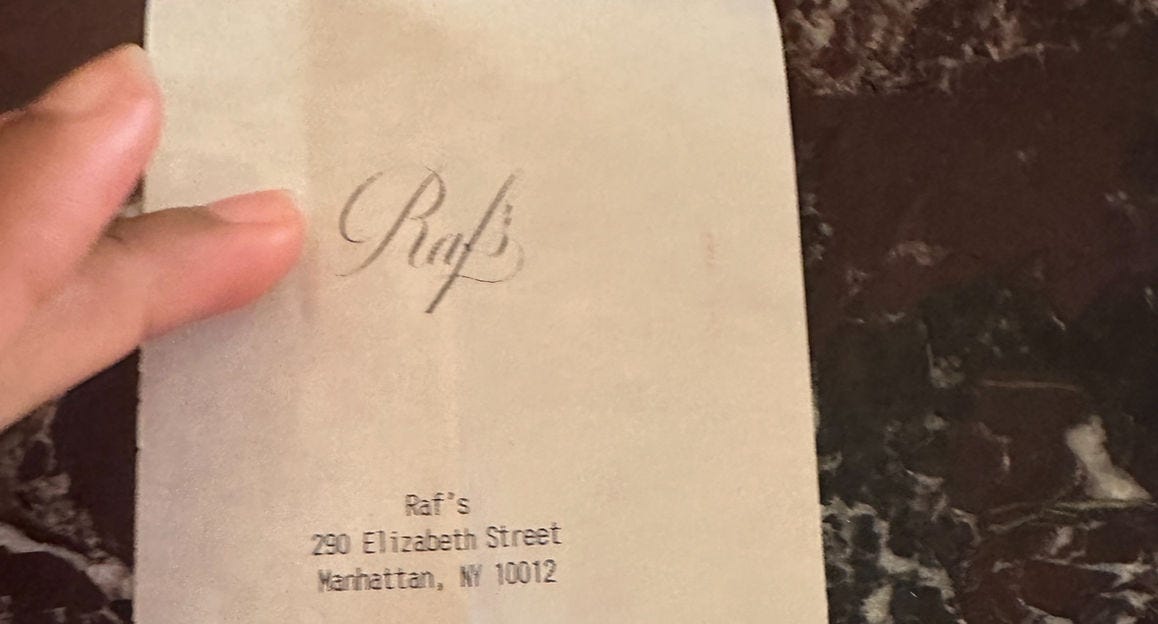 Raf's
Raf's
290 Elizabeth Street
Manhattan, NY 10012